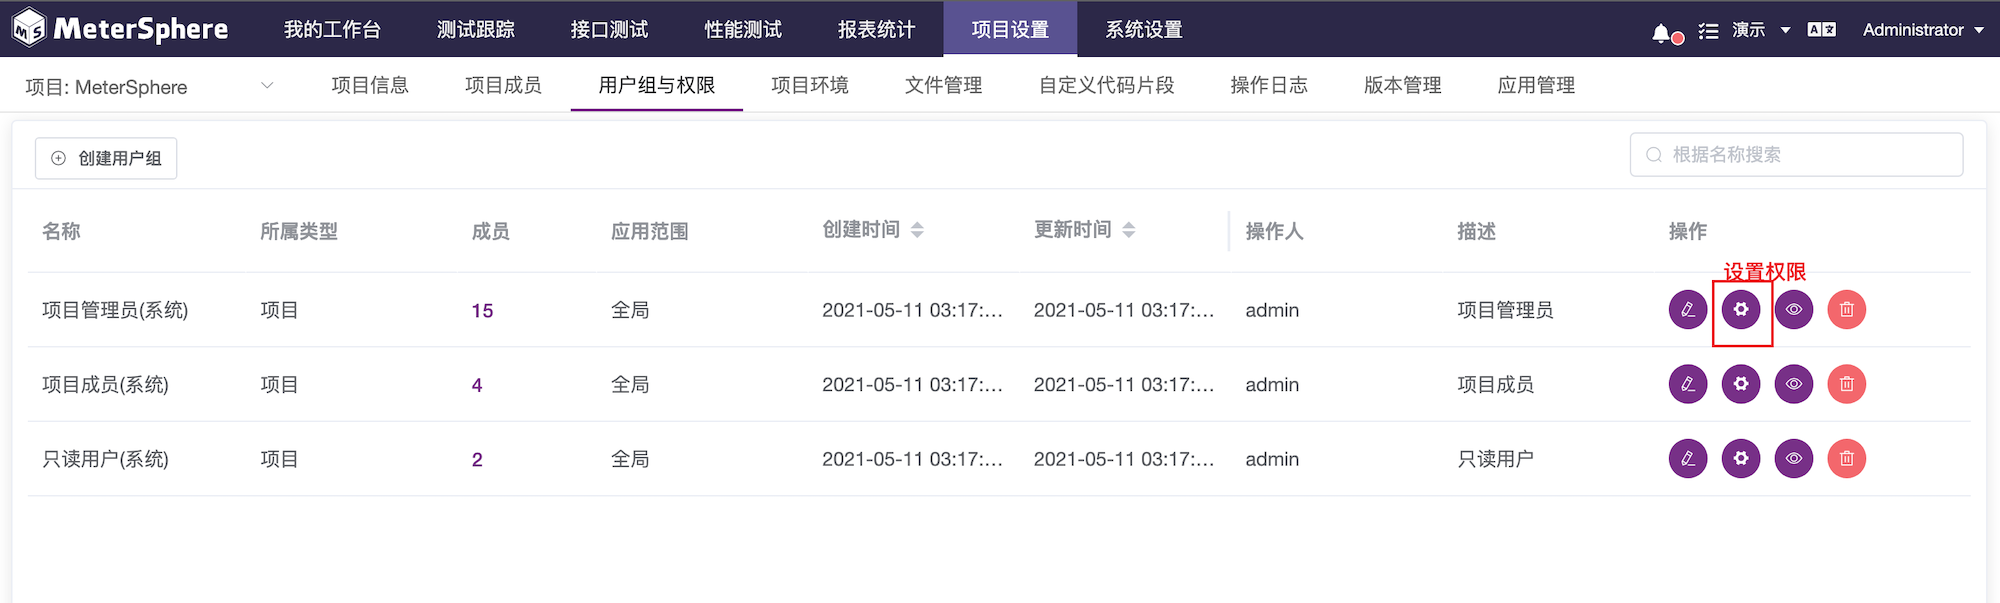 MeterSphere 我的工作台 测试跟踪 接口测试 性能测试 报表统计 项目设置 系统设置 演示 Administrator
项目: MeterSphere 项目信息 项目成员 用户组与权限 项目环境 文件管理 自定义代码片段 操作日志 版本管理 应用管理
创建用户组 根据名称搜索
名称 所属类型 成员 应用范围 创建时间 更新时间 操作人 描述 操作
设置权限
项目管理员(系统) 项目 15 全局 2021-05-11 03:17:... 2021-05-11 03:17:... admin 项目管理员
项目成员(系统) 项目 4 全局 2021-05-11 03:17:... 2021-05-11 03:17:... admin 项目成员
只读用户(系统) 项目 2 全局 2021-05-11 03:17:... 2021-05-11 03:17:... admin 只读用户